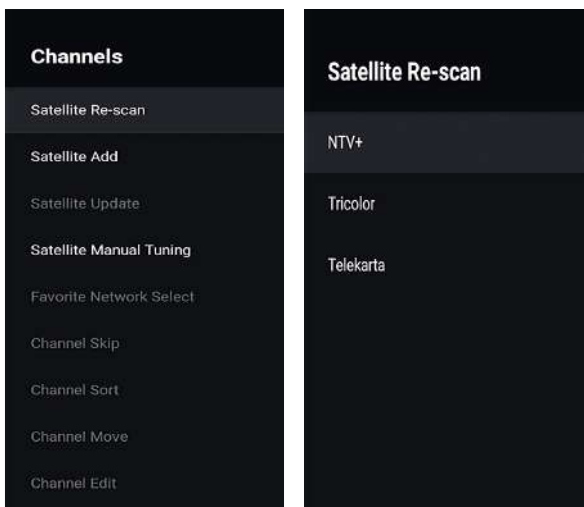 Channels
Satellite Re-scan
Satellite Add
Satellite Update
Satellite Manual Tuning
Favorite Network Select
Channel Skip
Channel Sort
Channel Move
Channel Edit
Satellite Re-scan
NTV+
Tricolor
Telekarta